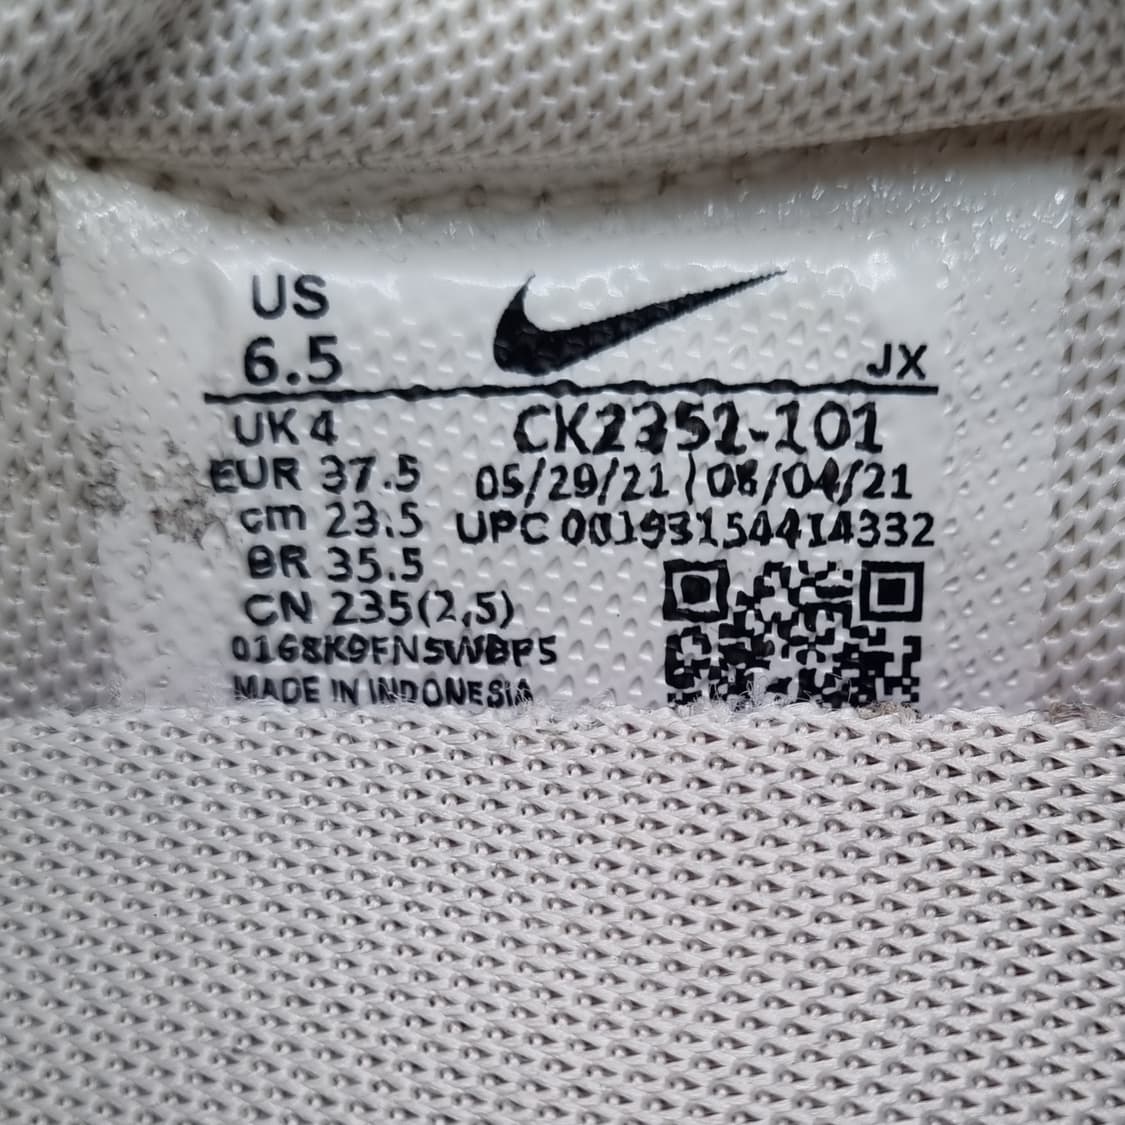 US
6.5
JX
UK 4
EUR 37.5
cm 23.5
BR 35.5
CN 235(2,5)
MADE IN INDONESIA
CK2351-101
05/29/21 / 08/04/21
UPC 00193154414332